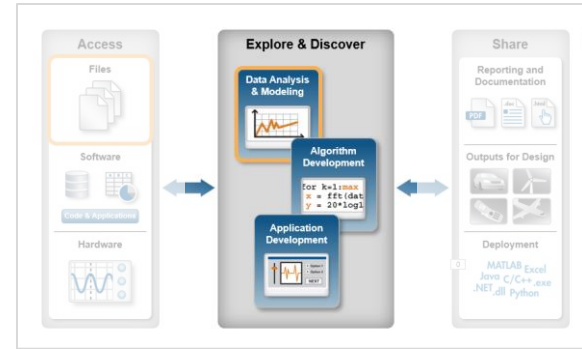 Access
Files
Software
Code & Applications
Hardware
Explore & Discover
Data Analysis
& Modeling
Algorithm
Development
for k=1:max
x = fft(dat
y = 20*log1
Application
Development
NEXT
Share
Reporting and
Documentation
PDF
Outputs for Design
Deployment
MATLAB Excel
Java C/C++ .exe
.NET .dll Python